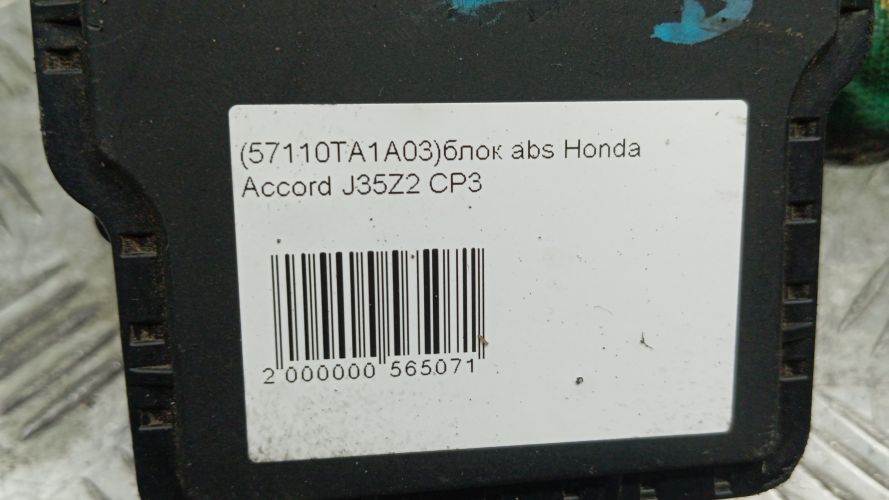 (57110TA1A03)блок abs Honda
Accord J35Z2 CP3
2 000000 565071